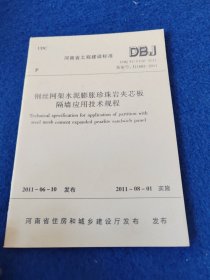 UDC
河南省工程建设标准
DBJ
P
钢丝网架水泥膨胀珍珠岩夹芯板
隔墙应用技术规程
Technical specification for application of partition with
steel mesh cement expanded pearlite sandwich panel
2011-06-10 发布
2011-08-01 实施
河南省住房和城乡建设厅发布 发布